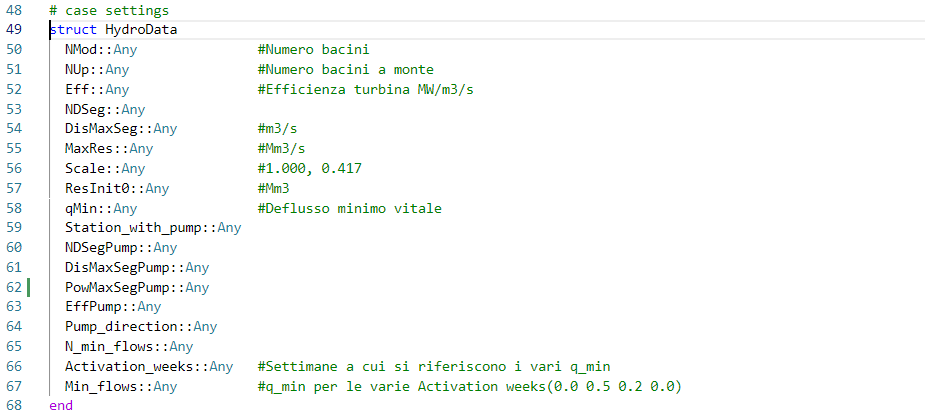 48 # case settings
49 struct HydroData
50 NMod::Any #Numero bacini
51 NUp::Any #Numero bacini a monte
52 Eff::Any #Efficienza turbina MW/m3/s
53 NDSeg::Any
54 DisMaxSeg::Any #m3/s
55 MaxRes::Any #Mm3/s
56 Scale::Any #1.000, 0.417
57 ResInit0::Any #Mm3
58 qMin::Any #Deflusso minimo vitale
59 Station_with_pump::Any
60 NDSegPump::Any
61 DisMaxSegPump::Any
62 PowMaxSegPump::Any
63 EffPump::Any
64 Pump_direction::Any
65 N_min_flows::Any
66 Activation_weeks::Any #Settimane a cui si riferiscono i vari q_min
67 Min_flows::Any #q_min per le varie Activation weeks(0.0 0.5 0.2 0.0)
68 end